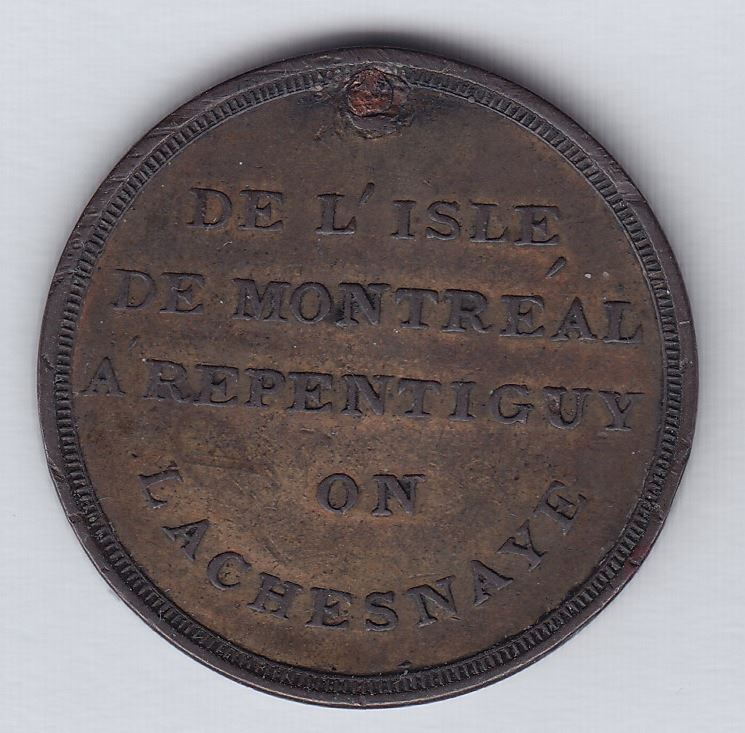 DE L'ISLE
DE MONTRÉAL
A REPENTIGUY
ON
LACHESNAYE